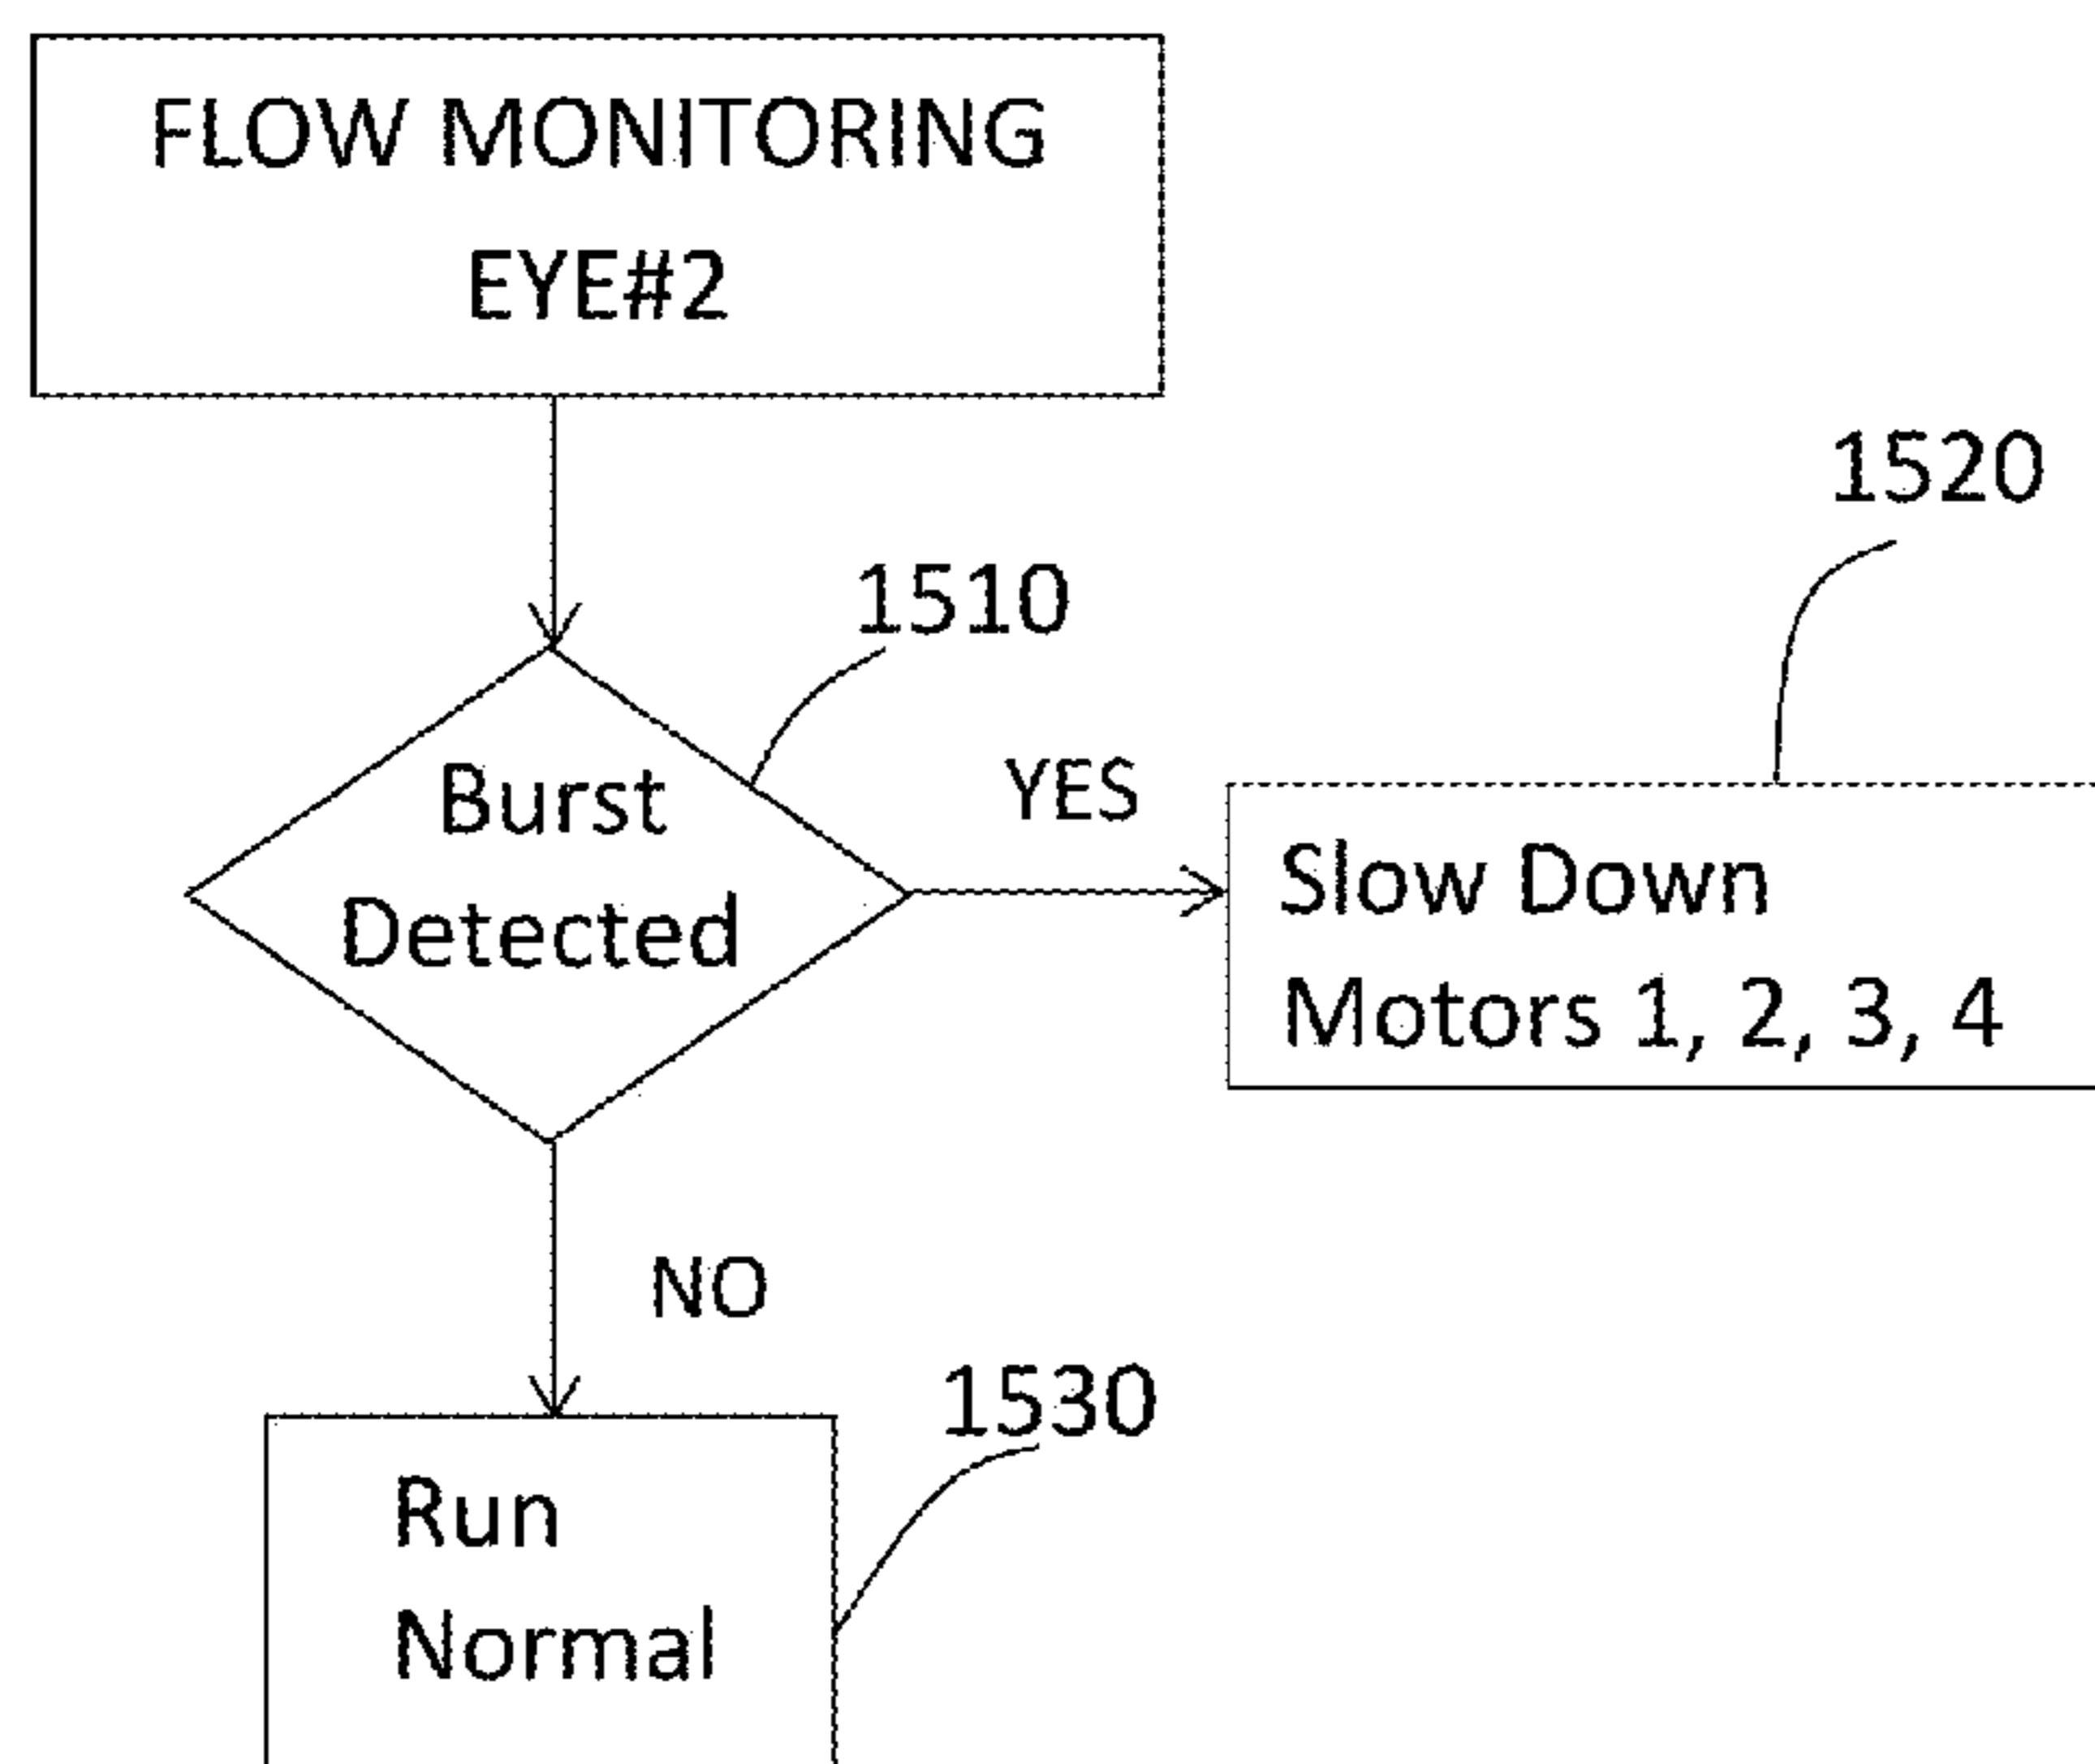 FLOW MONITORING
EYE#2
1520
1510
Burst
Detected
YES
Slow Down
Motors 1, 2, 3, 4
NO
1530
Run
Normal